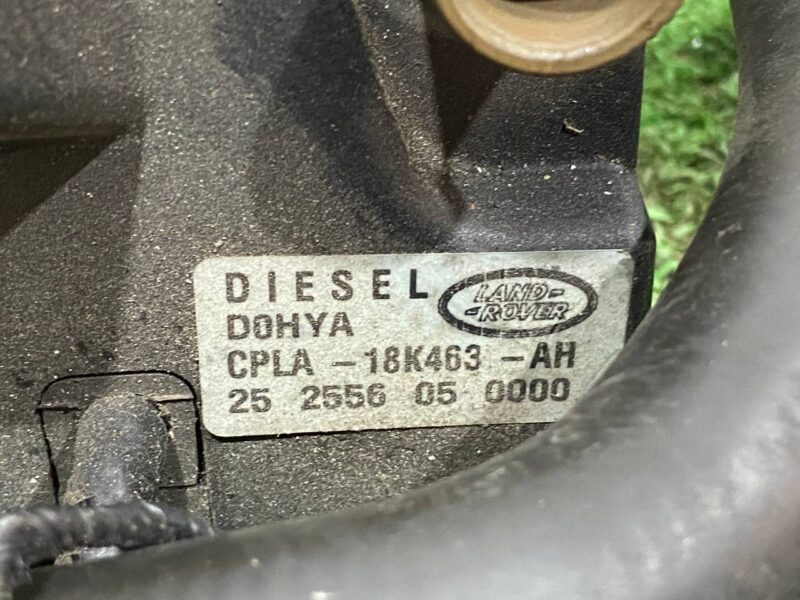 DIESEL
LAND-
-ROVER
D0HYA
CPLA -18K463 -AH
25 2556 05 0000